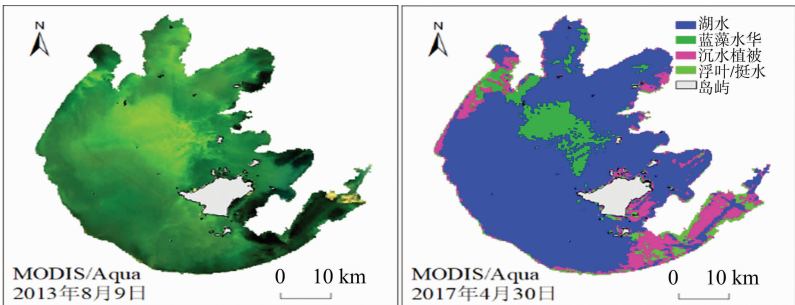 N
MODIS/Aqua
2013年8月9日
0 10 km
N
湖水
蓝藻水华
沉水植被
浮叶/挺水
岛屿
MODIS/Aqua
2017年4月30日
0 10 km